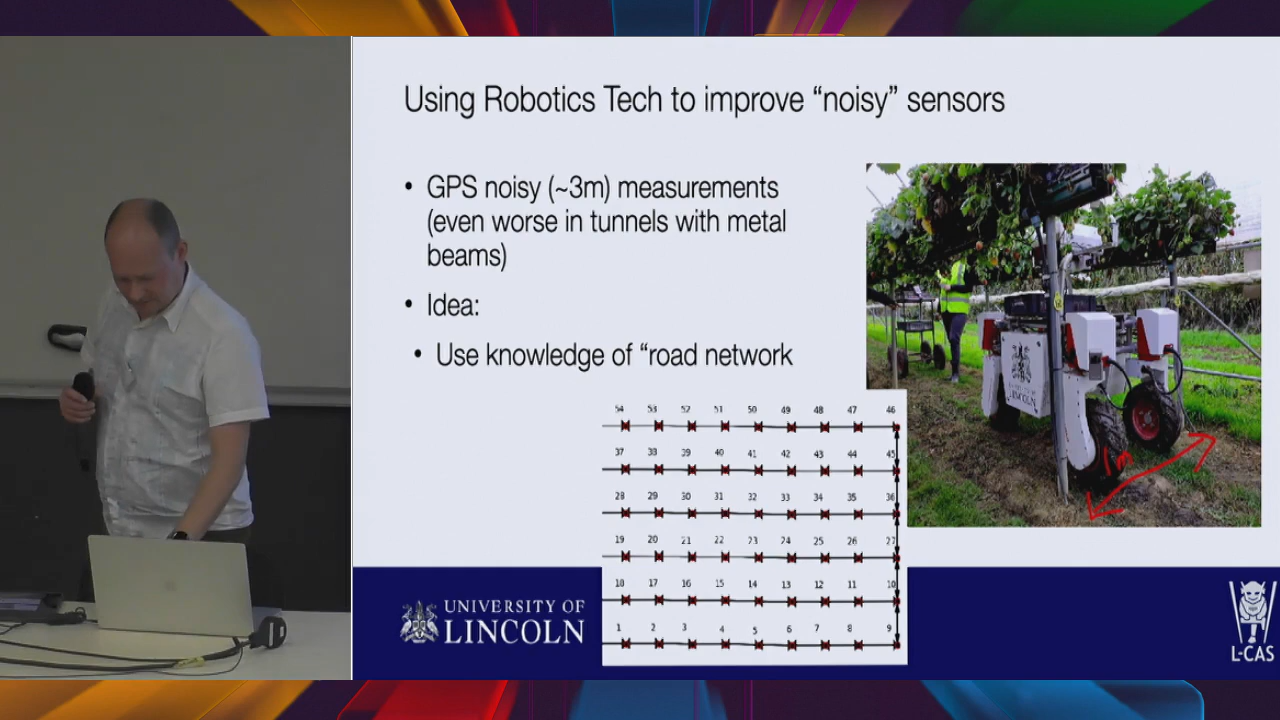 Using Robotics Tech to improve “noisy” sensors
• GPS noisy (~3m) measurements
(even worse in tunnels with metal
beams)
• Idea:
• Use knowledge of “road network
LINCOLN
1m
54 53 52 51 50 49 48 47 46
37 38 39 40 41 42 43 44 45
28 29 30 31 32 33 34 35 36
19 20 21 22 23 24 25 26 27
18 17 16 15 14 13 12 11 10
1 2 3 4 5 6 7 8 9
UNIVERSITY OF
LINCOLN
L-CAS